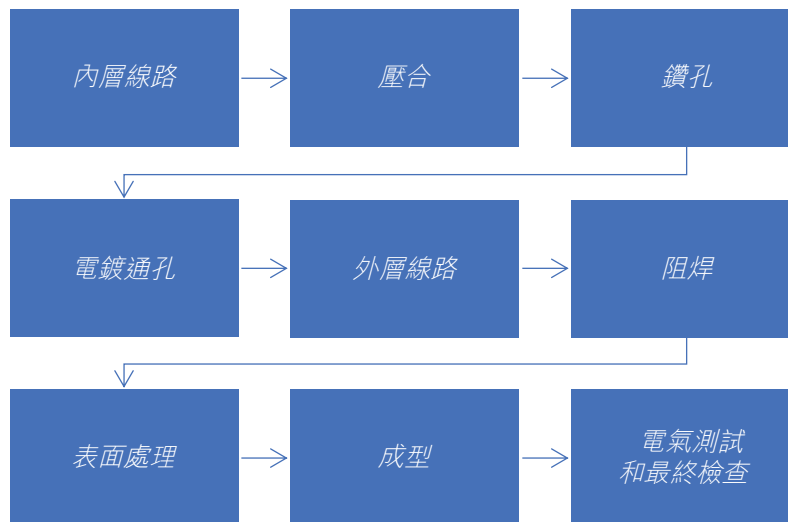 內層線路
壓合
鑽孔
電鍍通孔
外層線路
阻焊
表面處理
成型
電氣測試
和最終檢查